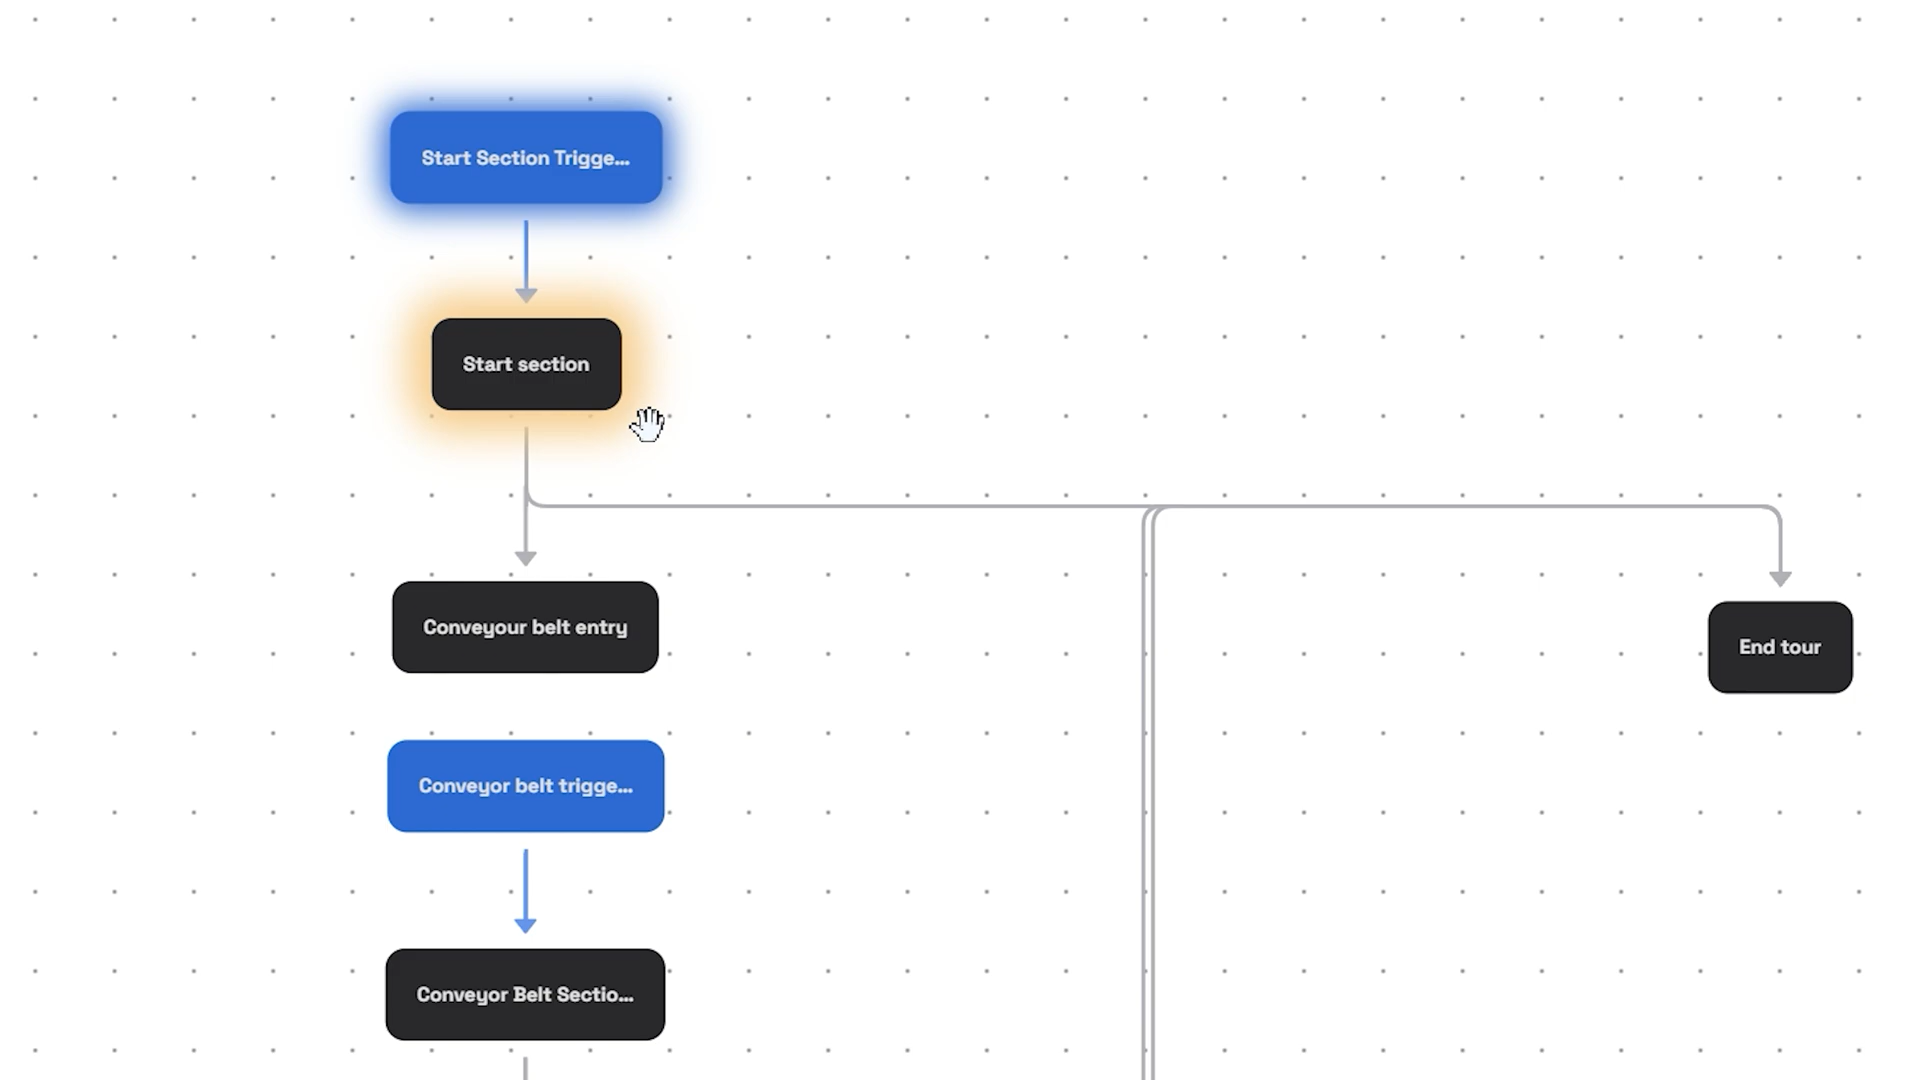 Start Section Trigge...
Start section
Conveyour belt entry
End tour
Conveyor belt trigge...
Conveyor Belt Sectio...